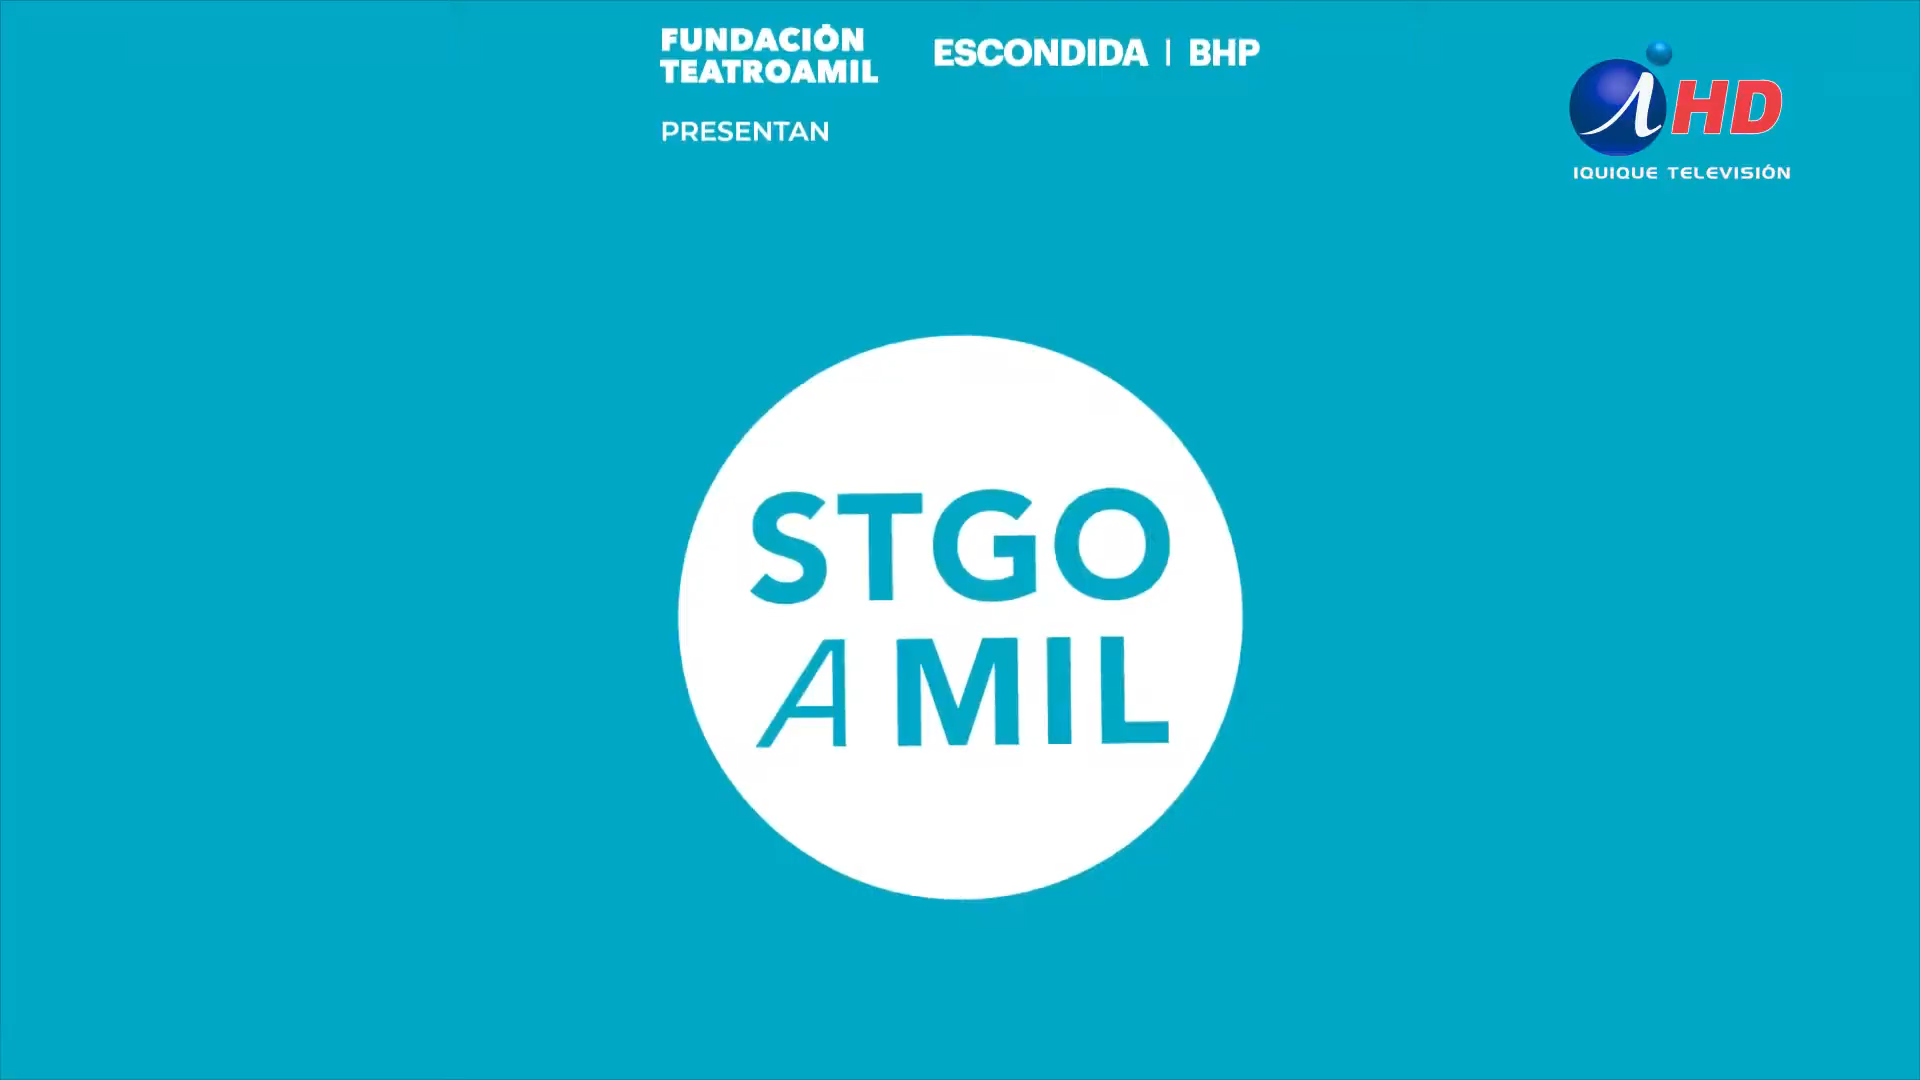 FUNDACIÓN
TEATROAMIL
ESCONDIDA | BHP
PRESENTAN
HD
IQUIQUE TELEVISIÓN
STGO
A MIL